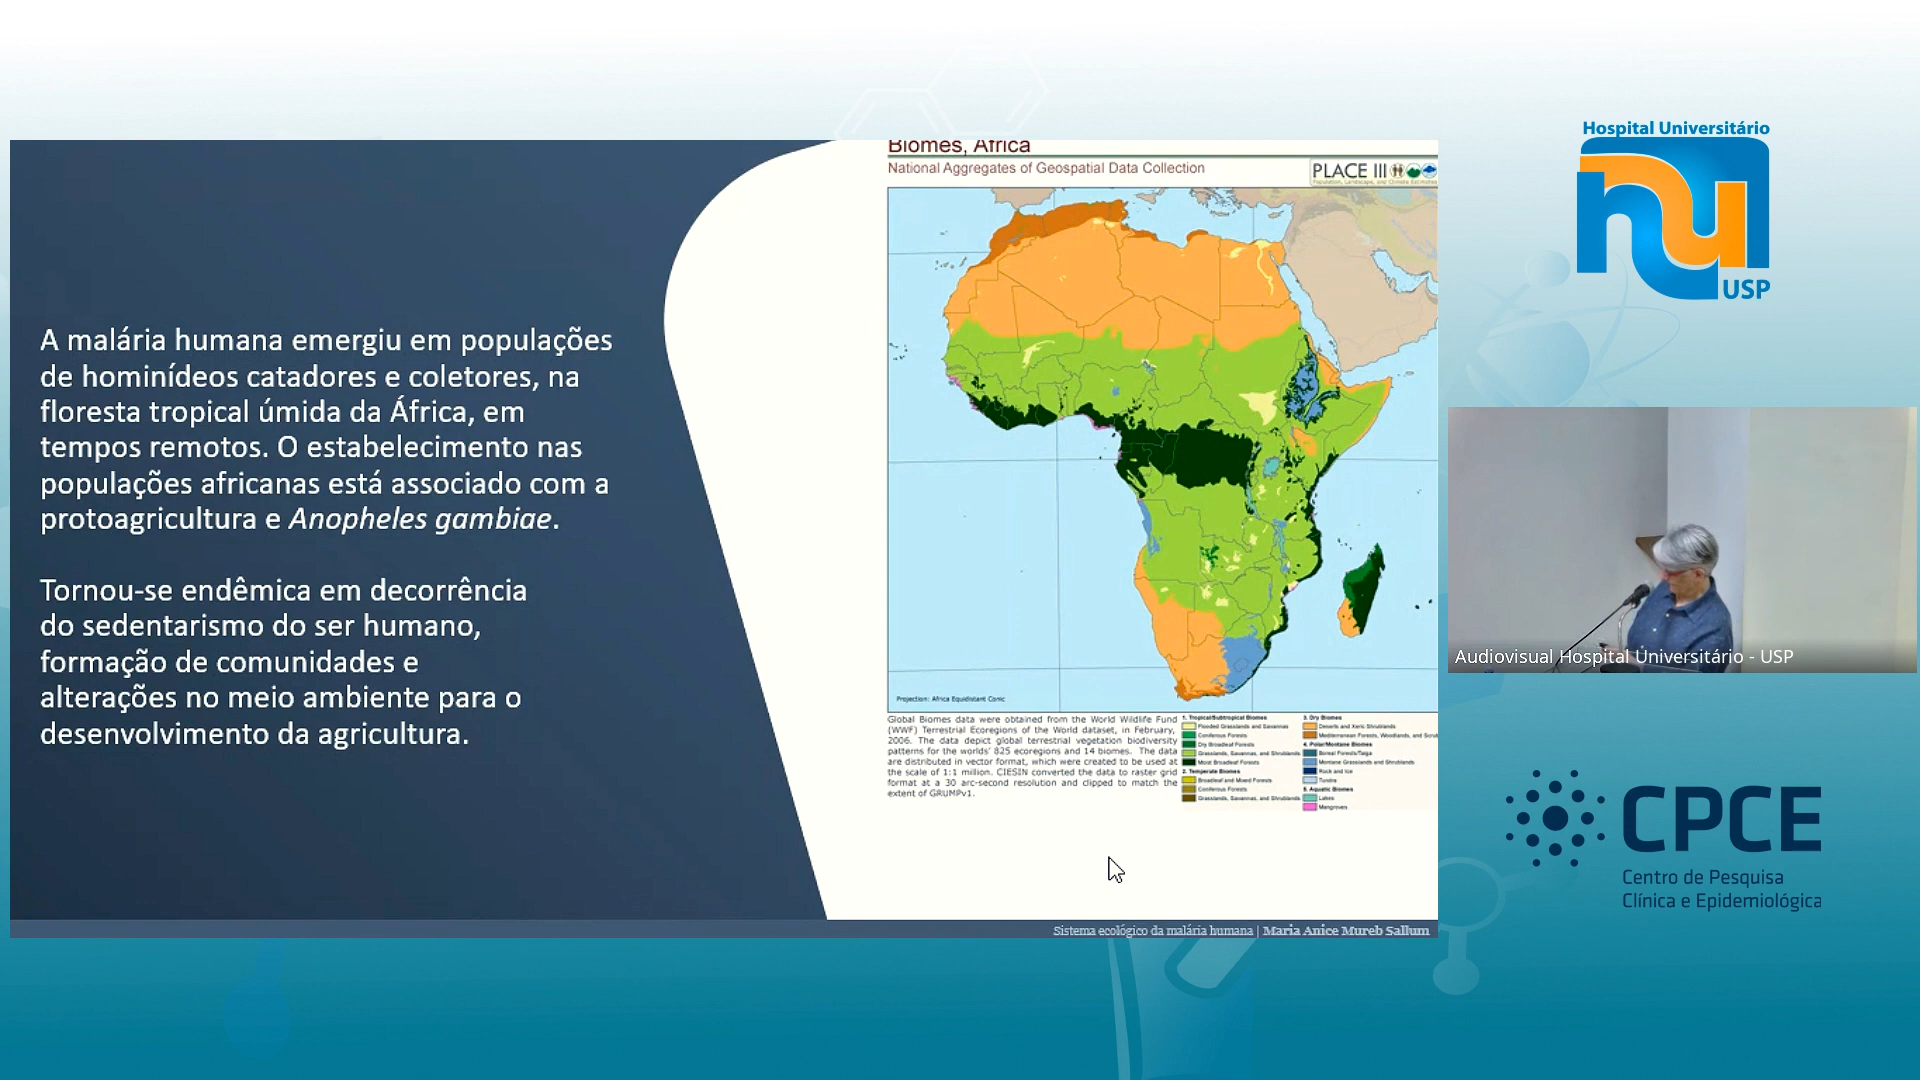 Hospital Universitário
USP
A malária humana emergiu em populações
de hominídeos catadores e coletores, na
floresta tropical úmida da África, em
tempos remotos. O estabelecimento nas
populações africanas está associado com a
protoagricultura e Anopheles gambiae.
Tornou-se endêmica em decorrência
do sedentarismo do ser humano,
formação de comunidades e
alterações no meio ambiente para o
desenvolvimento da agricultura.
Biomes, Africa
National Aggregates of Geospatial Data Collection
PLACE III
Population, Landscape, and Climate Estimates
Projection: Africa Equidistant Conic
Global Biomes data were obtained from the World Wildlife Fund
(WWF) Terrestrial Ecoregions of the World dataset, in February,
2006. The data depict global terrestrial vegetation biodiversity
patterns for the worlds' 825 ecoregions and 14 biomes. The data
are distributed in vector format, which were created to be used at
the scale of 1:1 million. CIESIN converted the data to raster grid
format at a 30 arc-second resolution and clipped to match the
extent of GRUMPv1.
1. Tropical/Subtropical Biomes
Flooded Grasslands and Savannas
Coniferous Forests
Dry Broadleaf Forests
Grasslands, Savannas, and Shrublands
Moist Broadleaf Forests
2. Temperate Biomes
Broadleaf and Mixed Forests
Coniferous Forests
Grasslands, Savannas, and Shrublands
3. Dry Biomes
Deserts and Xeric Shrublands
Mediterranean Forests, Woodlands, and Scrub
4. Polar/Montane Biomes
Boreal Forests/Taiga
Montane Grasslands and Shrublands
Rock and Ice
Tundra
5. Aquatic Biomes
Lakes
Mangroves
Sistema ecológico da malária humana | Maria Anice Mureb Sallum
Audiovisual Hospital Universitário - USP
CPCE
Centro de Pesquisa
Clínica e Epidemiológica